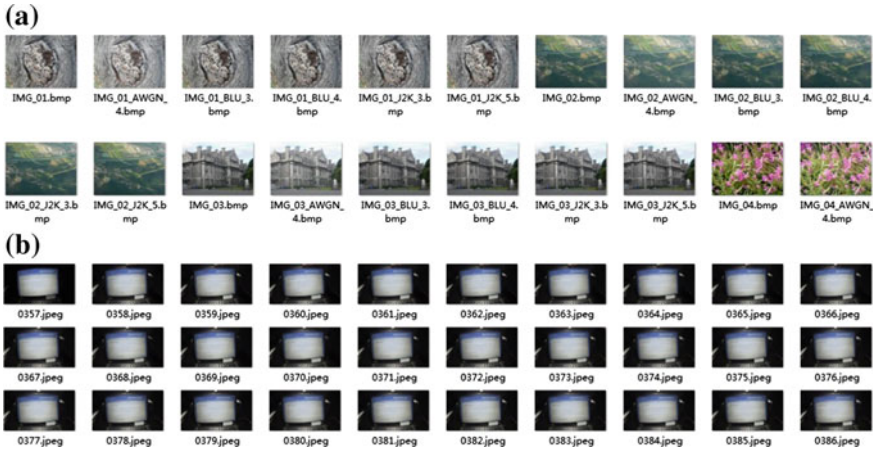 (a)
IMG_01.bmp IMG_01_AWGN_ IMG_01_BLU_3. IMG_01_BLU_4. IMG_01_J2K_3.b IMG_01_J2K_5.b IMG_02.bmp IMG_02_AWGN_ IMG_02_BLU_3. IMG_02_BLU_4.
4.bmp bmp bmp mp mp 4.bmp bmp bmp
IMG_02_J2K_3.b IMG_02_J2K_5.b IMG_03.bmp IMG_03_AWGN_ IMG_03_BLU_3. IMG_03_BLU_4. IMG_03_J2K_3.b IMG_03_J2K_5.b IMG_04.bmp IMG_04_AWGN_
mp mp 4.bmp bmp bmp mp mp 4.bmp
(b)
0357.jpeg 0358.jpeg 0359.jpeg 0360.jpeg 0361.jpeg 0362.jpeg 0363.jpeg 0364.jpeg 0365.jpeg 0366.jpeg
0367.jpeg 0368.jpeg 0369.jpeg 0370.jpeg 0371.jpeg 0372.jpeg 0373.jpeg 0374.jpeg 0375.jpeg 0376.jpeg
0377.jpeg 0378.jpeg 0379.jpeg 0380.jpeg 0381.jpeg 0382.jpeg 0383.jpeg 0384.jpeg 0385.jpeg 0386.jpeg